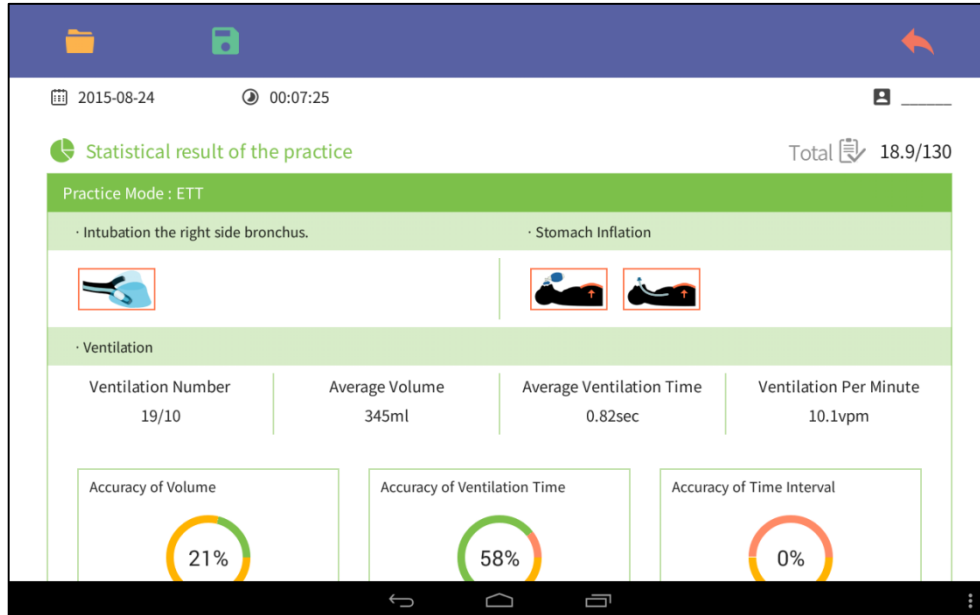 2015-08-24 00:07:25 ______
Statistical result of the practice Total 18.9/130
Practice Mode : ETT
· Intubation the right side bronchus. · Stomach Inflation
· Ventilation
Ventilation Number Average Volume Average Ventilation Time Ventilation Per Minute
19/10 345ml 0.82sec 10.1vpm
Accuracy of Volume Accuracy of Ventilation Time Accuracy of Time Interval
21% 58% 0%